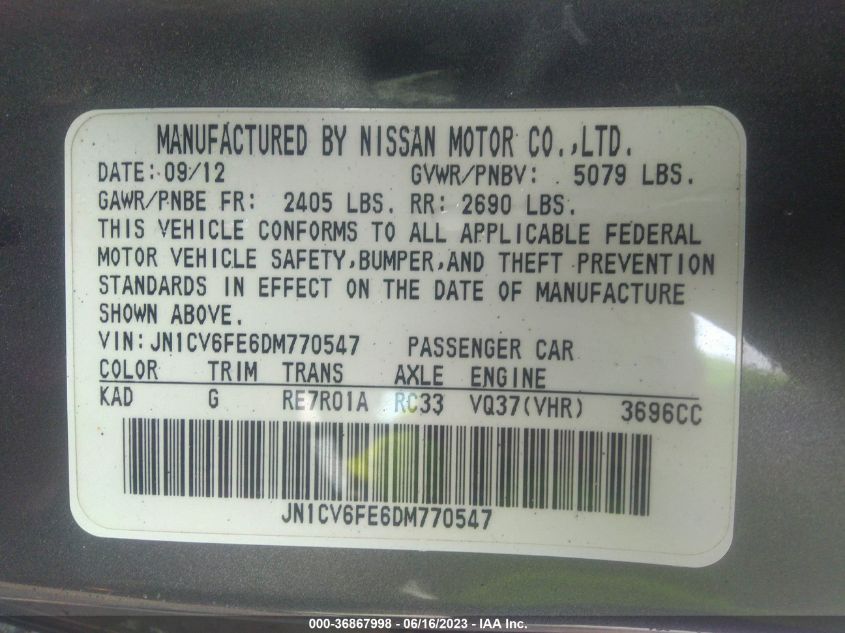 MANUFACTURED BY NISSAN MOTOR CO.,LTD.
DATE:09/12 GVWR/PNBV: 5079 LBS.
GAWR/PNBE FR: 2405 LBS. RR: 2690 LBS.
THIS VEHICLE CONFORMS TO ALL APPLICABLE FEDERAL
MOTOR VEHICLE SAFETY,BUMPER,AND THEFT PREVENTION
STANDARDS IN EFFECT ON THE DATE OF MANUFACTURE
SHOWN ABOVE.
VIN:JN1CV6FE6DM770547 PASSENGER CAR
COLOR TRIM TRANS AXLE ENGINE
KAD G RE7R01A RC33 VQ37(VHR) 3696CC
JN1CV6FE6DM770547
000-36867998 - 06/16/2023 - IAA Inc.